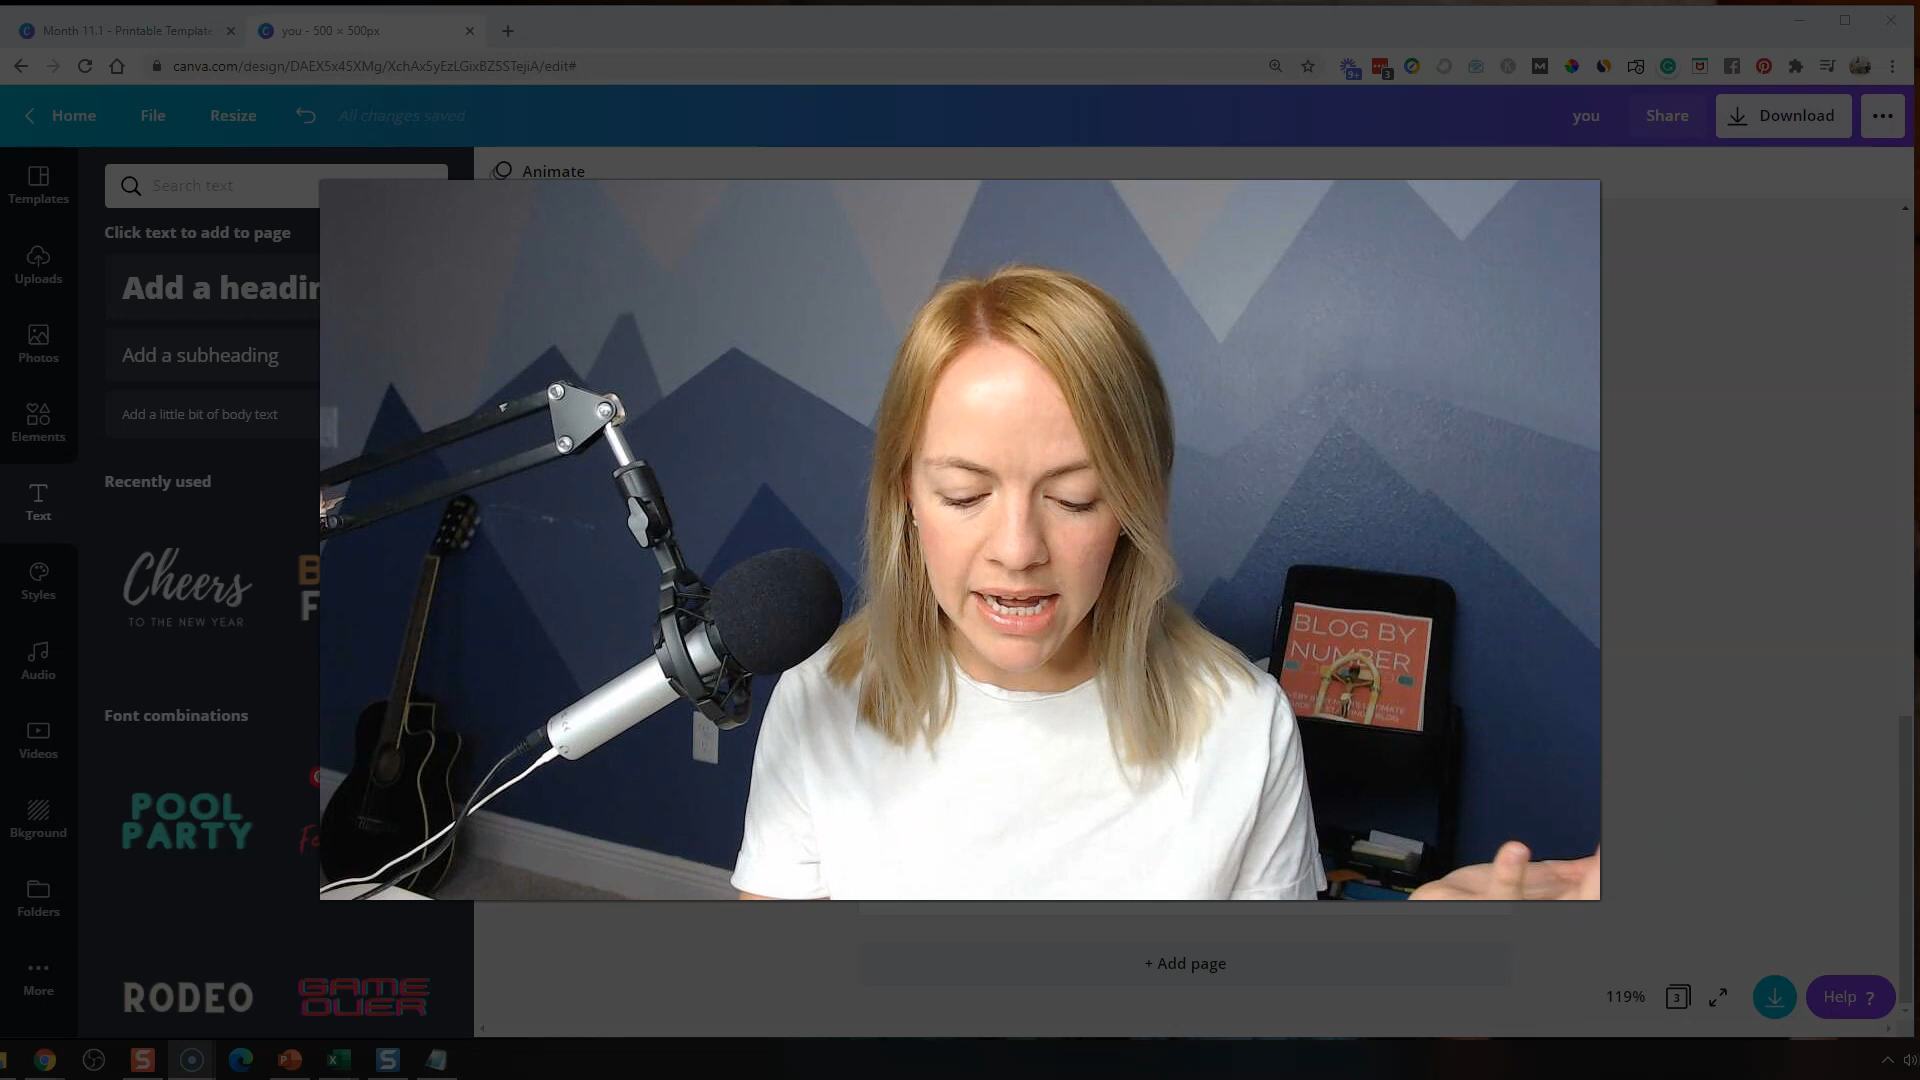 Month 11.1 - Printable Template
you - 500 × 500px
canva.com/design/DAEX5x45XMg/XchAx5yEzLGixBZ5STejiA/edit#
9+
3
Home
File
Resize
All changes saved
you
Share
Download
Templates
Search text
Animate
Click text to add to page
Uploads
Add a headin
Photos
Add a subheading
Elements
Add a little bit of body text
Recently used
Text
Styles
Cheers
TO THE NEW YEAR
B
F
BLOG BY
NUMBER
Audio
Font combinations
Videos
POOL
PARTY
Bkground
Folders
+ Add page
More
RODEO
GAME
OVER
119%
3
Help ?